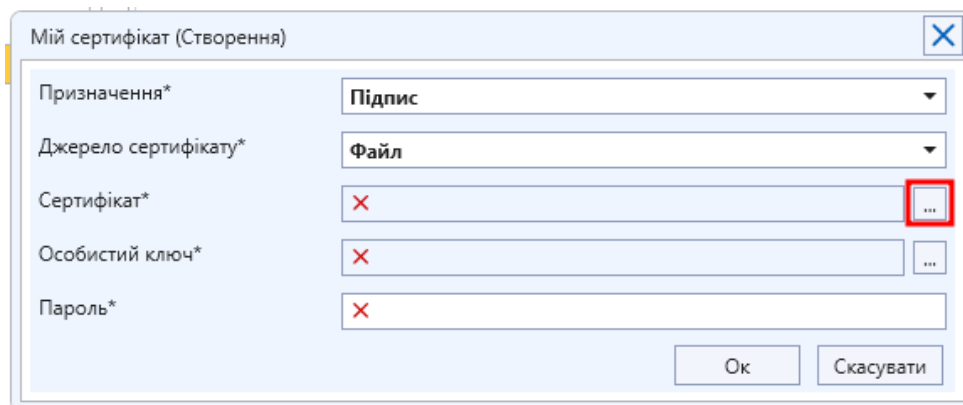 Мій сертифікат (Створення)
Призначення* Підпис
Джерело сертифікату* Файл
Сертифікат* ...
Особистий ключ* ...
Пароль*
Ок Скасувати